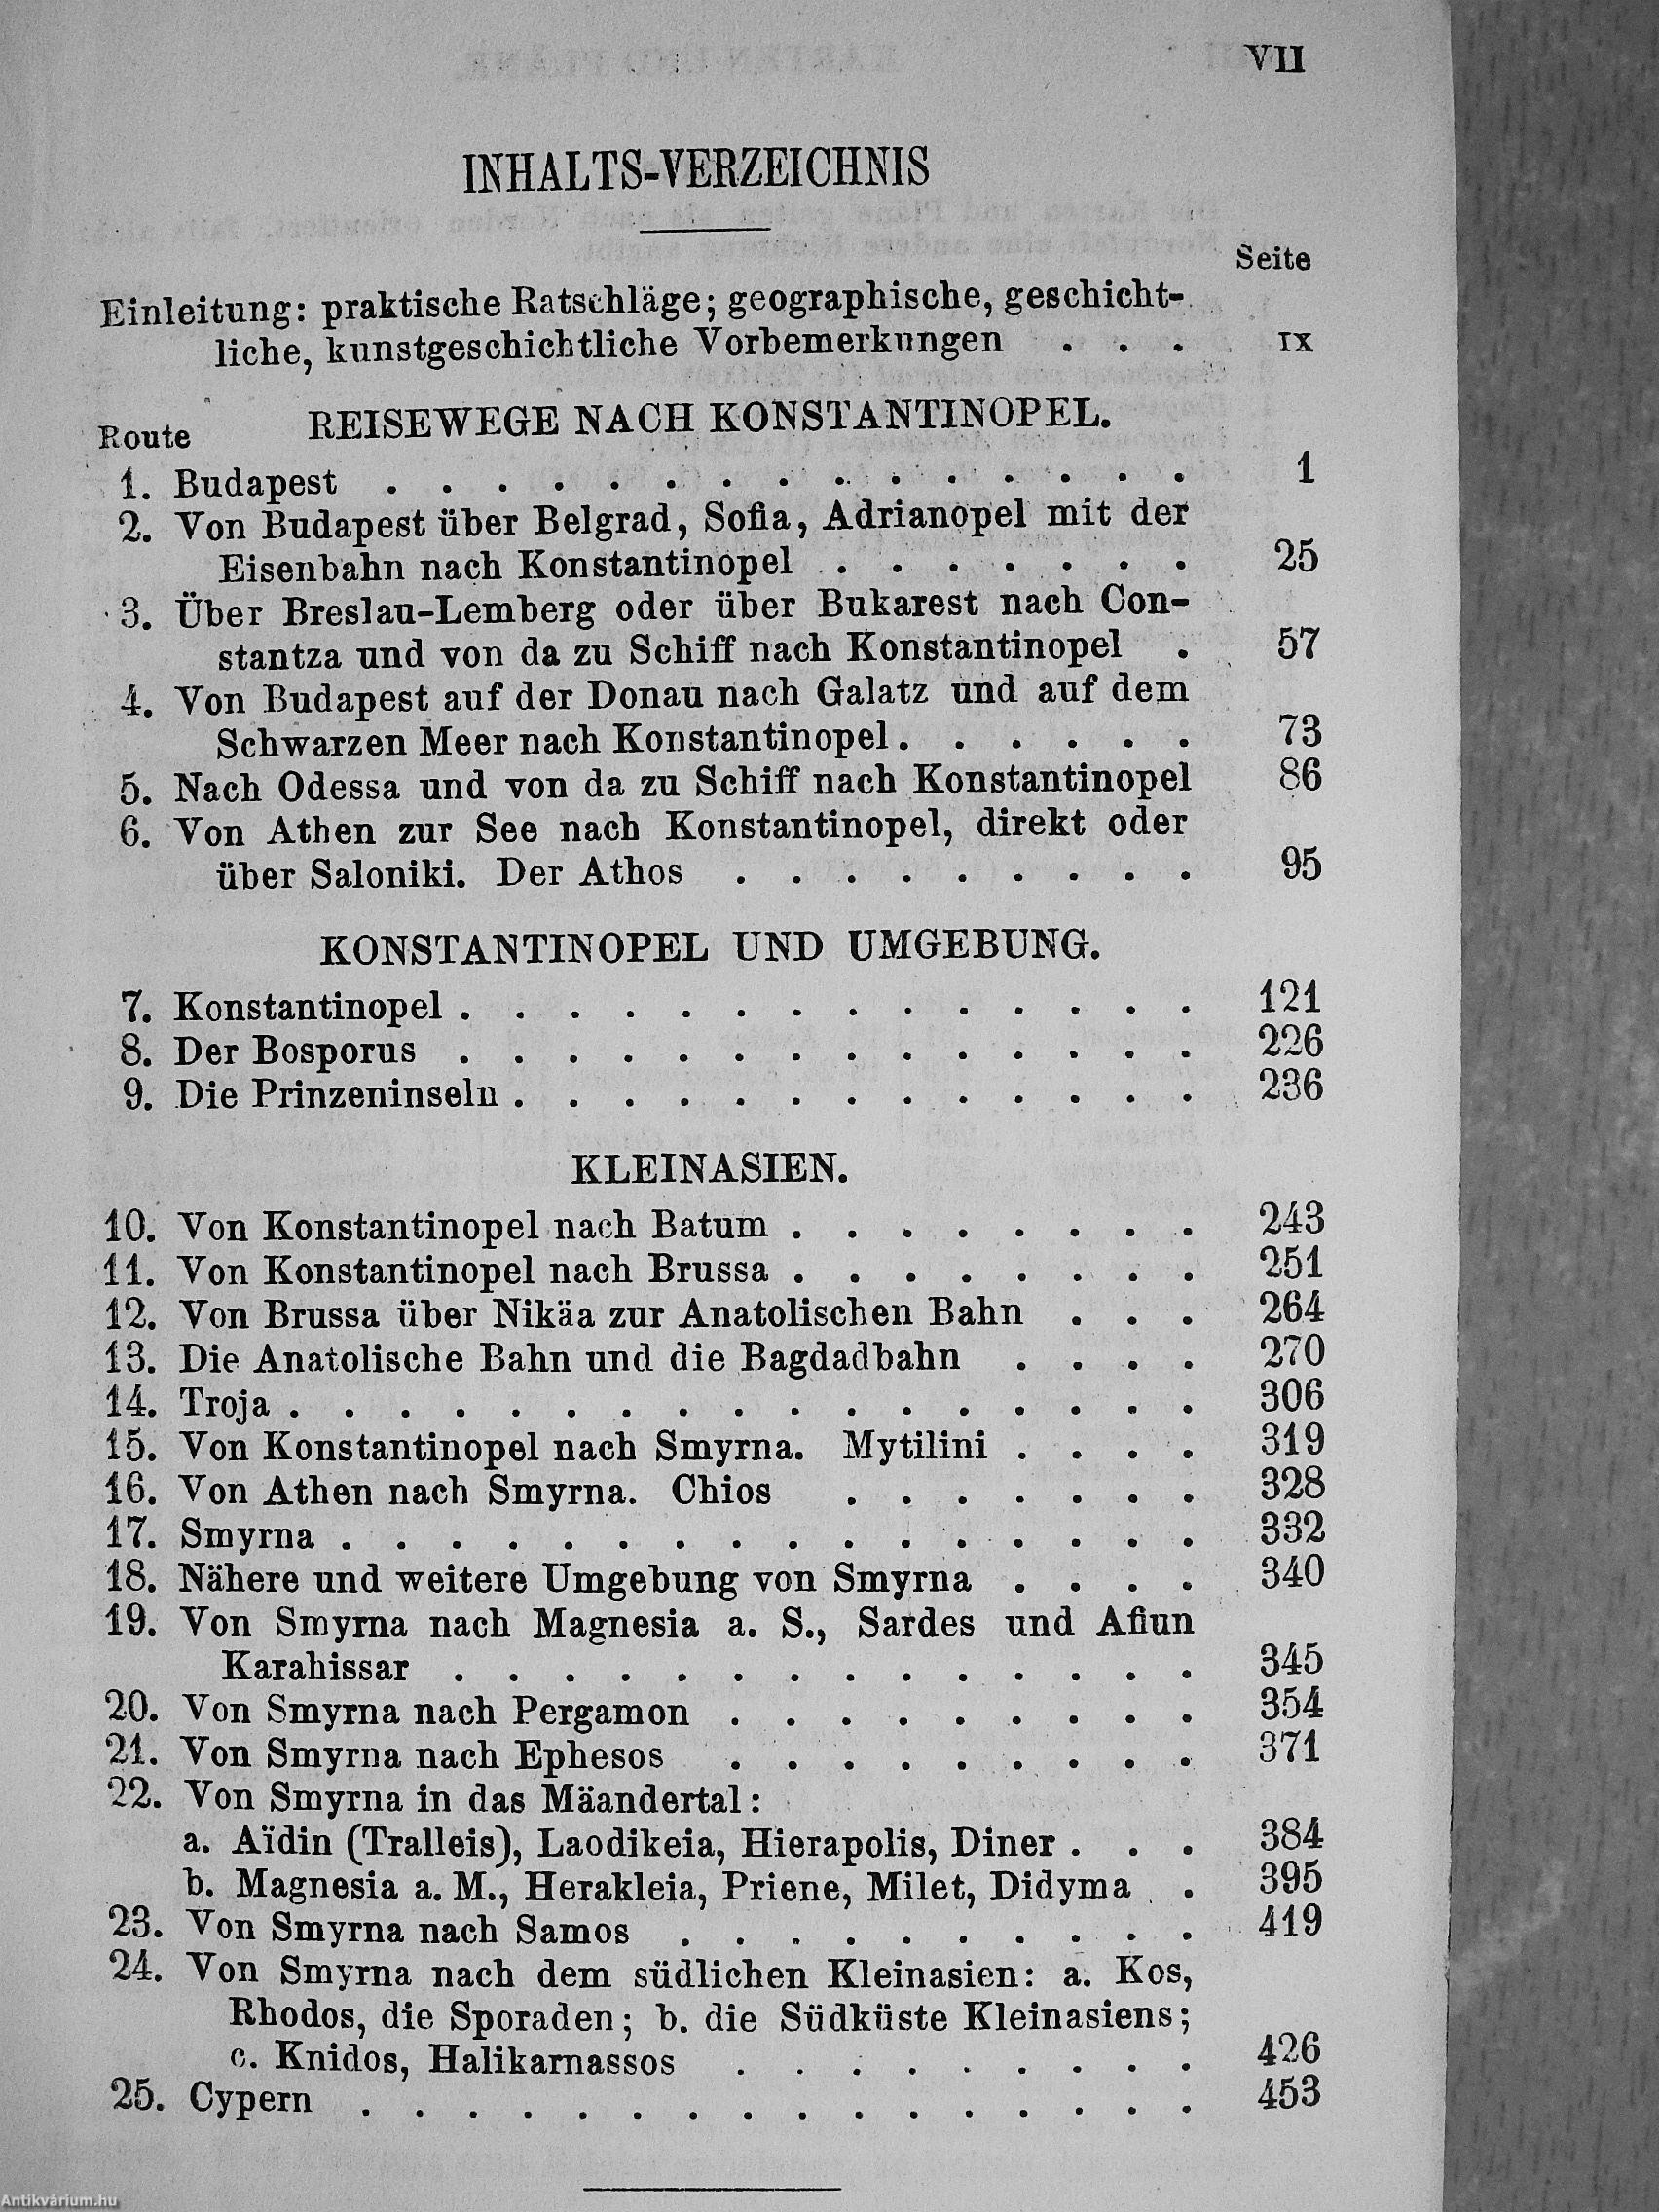 VII
INHALTS-VERZEICHNIS
Seite
Einleitung: praktische Ratschläge; geographische, geschicht-
liche, kunstgeschichtliche Vorbemerkungen . . . IX
REISEWEGE NACH KONSTANTINOPEL.
Route
1. Budapest . . . . . . . . . . . . . . . 1
2. Von Budapest über Belgrad, Sofia, Adrianopel mit der
Eisenbahn nach Konstantinopel . . . . . . . 25
3. Über Breslau-Lemberg oder über Bukarest nach Con-
stantza und von da zu Schiff nach Konstantinopel . 57
4. Von Budapest auf der Donau nach Galatz und auf dem
Schwarzen Meer nach Konstantinopel . . . . . . 73
5. Nach Odessa und von da zu Schiff nach Konstantinopel 86
6. Von Athen zur See nach Konstantinopel, direkt oder
über Saloniki. Der Athos . . . . . . . . . 95
KONSTANTINOPEL UND UMGEBUNG.
7. Konstantinopel . . . . . . . . . . . . . . 121
8. Der Bosporus . . . . . . . . . . . . . . 226
9. Die Prinzeninseln . . . . . . . . . . . . . 236
KLEINASIEN.
10. Von Konstantinopel nach Batum . . . . . . . . 243
11. Von Konstantinopel nach Brussa . . . . . . . . 251
12. Von Brussa über Nikäa zur Anatolischen Bahn . . . 264
13. Die Anatolische Bahn und die Bagdadbahn . . . . 270
14. Troja . . . . . . . . . . . . . . . . . 306
15. Von Konstantinopel nach Smyrna. Mytilini . . . . 319
16. Von Athen nach Smyrna. Chios . . . . . . . 328
17. Smyrna . . . . . . . . . . . . . . . . 332
18. Nähere und weitere Umgebung von Smyrna . . . . 340
19. Von Smyrna nach Magnesia a. S., Sardes und Afiun
Karahissar . . . . . . . . . . . . . . 345
20. Von Smyrna nach Pergamon . . . . . . . . . 354
21. Von Smyrna nach Ephesos . . . . . . . . . 371
22. Von Smyrna in das Mäandertal:
a. Aïdin (Tralleis), Laodikeia, Hierapolis, Diner . . . 384
b. Magnesia a. M., Herakleia, Priene, Milet, Didyma . 395
23. Von Smyrna nach Samos . . . . . . . . . . 419
24. Von Smyrna nach dem südlichen Kleinasien: a. Kos,
Rhodos, die Sporaden; b. die Südküste Kleinasiens;
c. Knidos, Halikarnassos . . . . . . . . . 426
25. Cypern . . . . . . . . . . . . . . . . 453
Antikvárium.hu